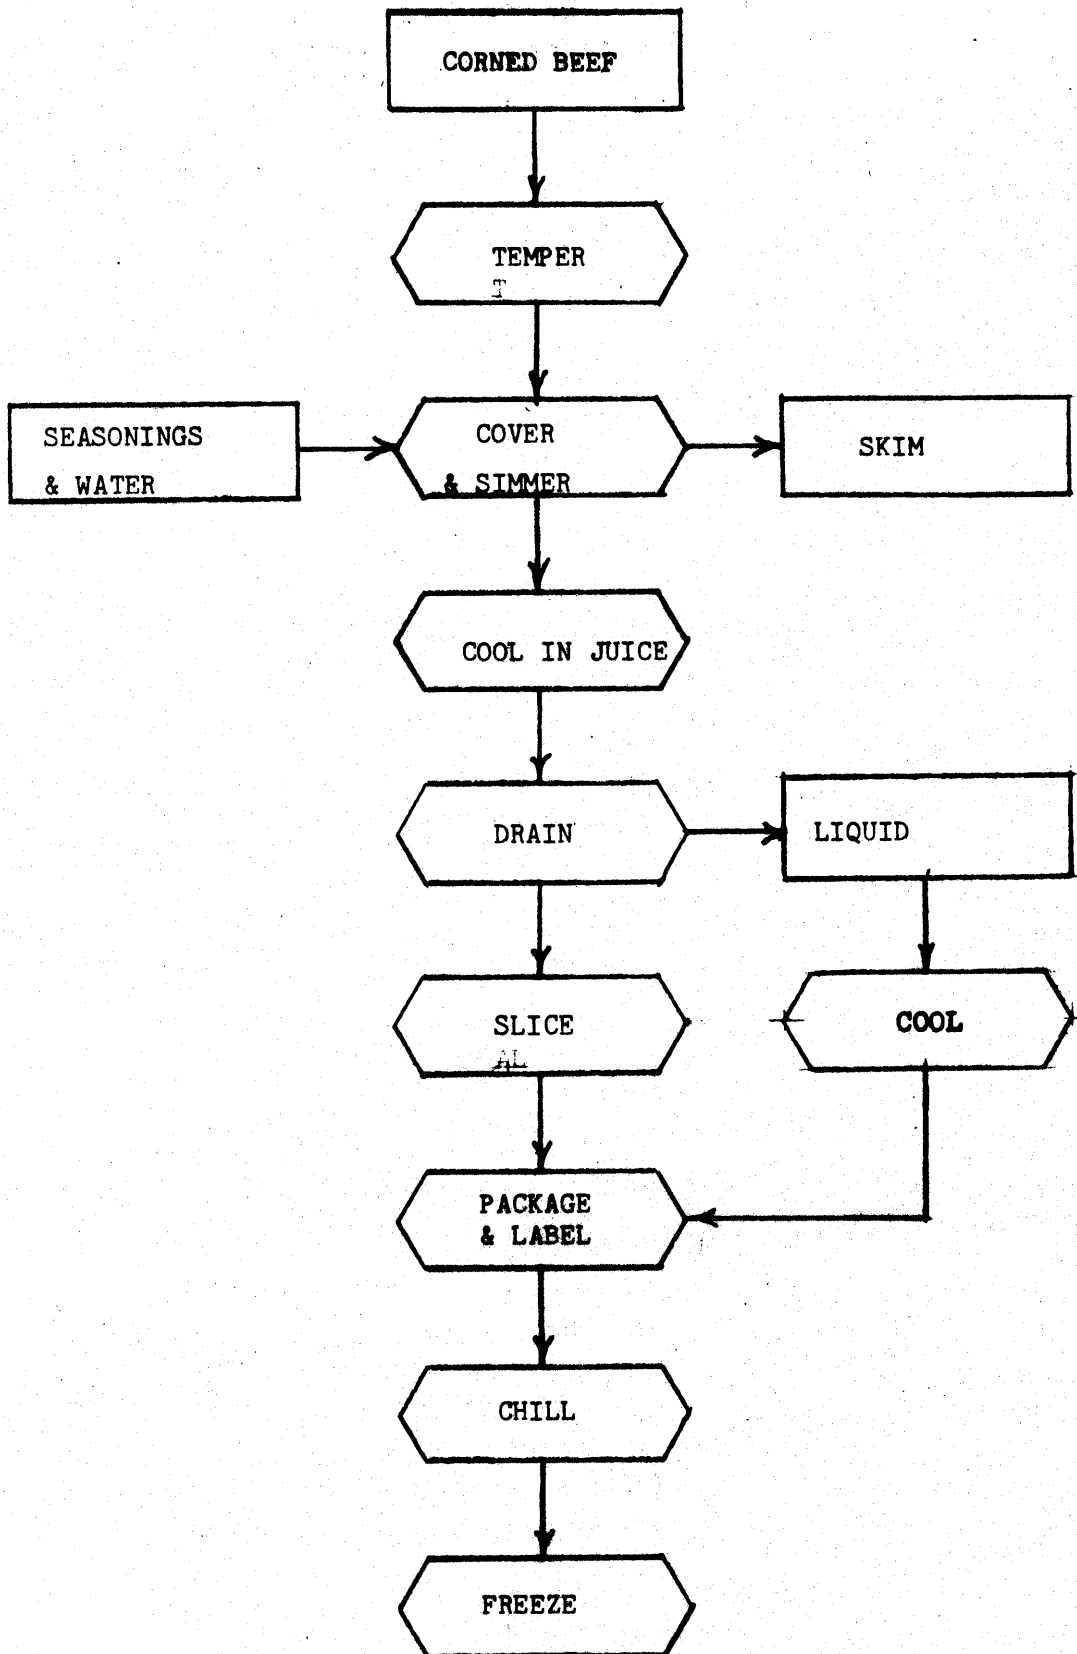 CORNED BEEF
TEMPER
T
SEASONINGS
& WATER
COVER
& SIMMER
SKIM
COOL IN JUICE
DRAIN
LIQUID
SLICE
AL
COOL
PACKAGE
& LABEL
CHILL
FREEZE